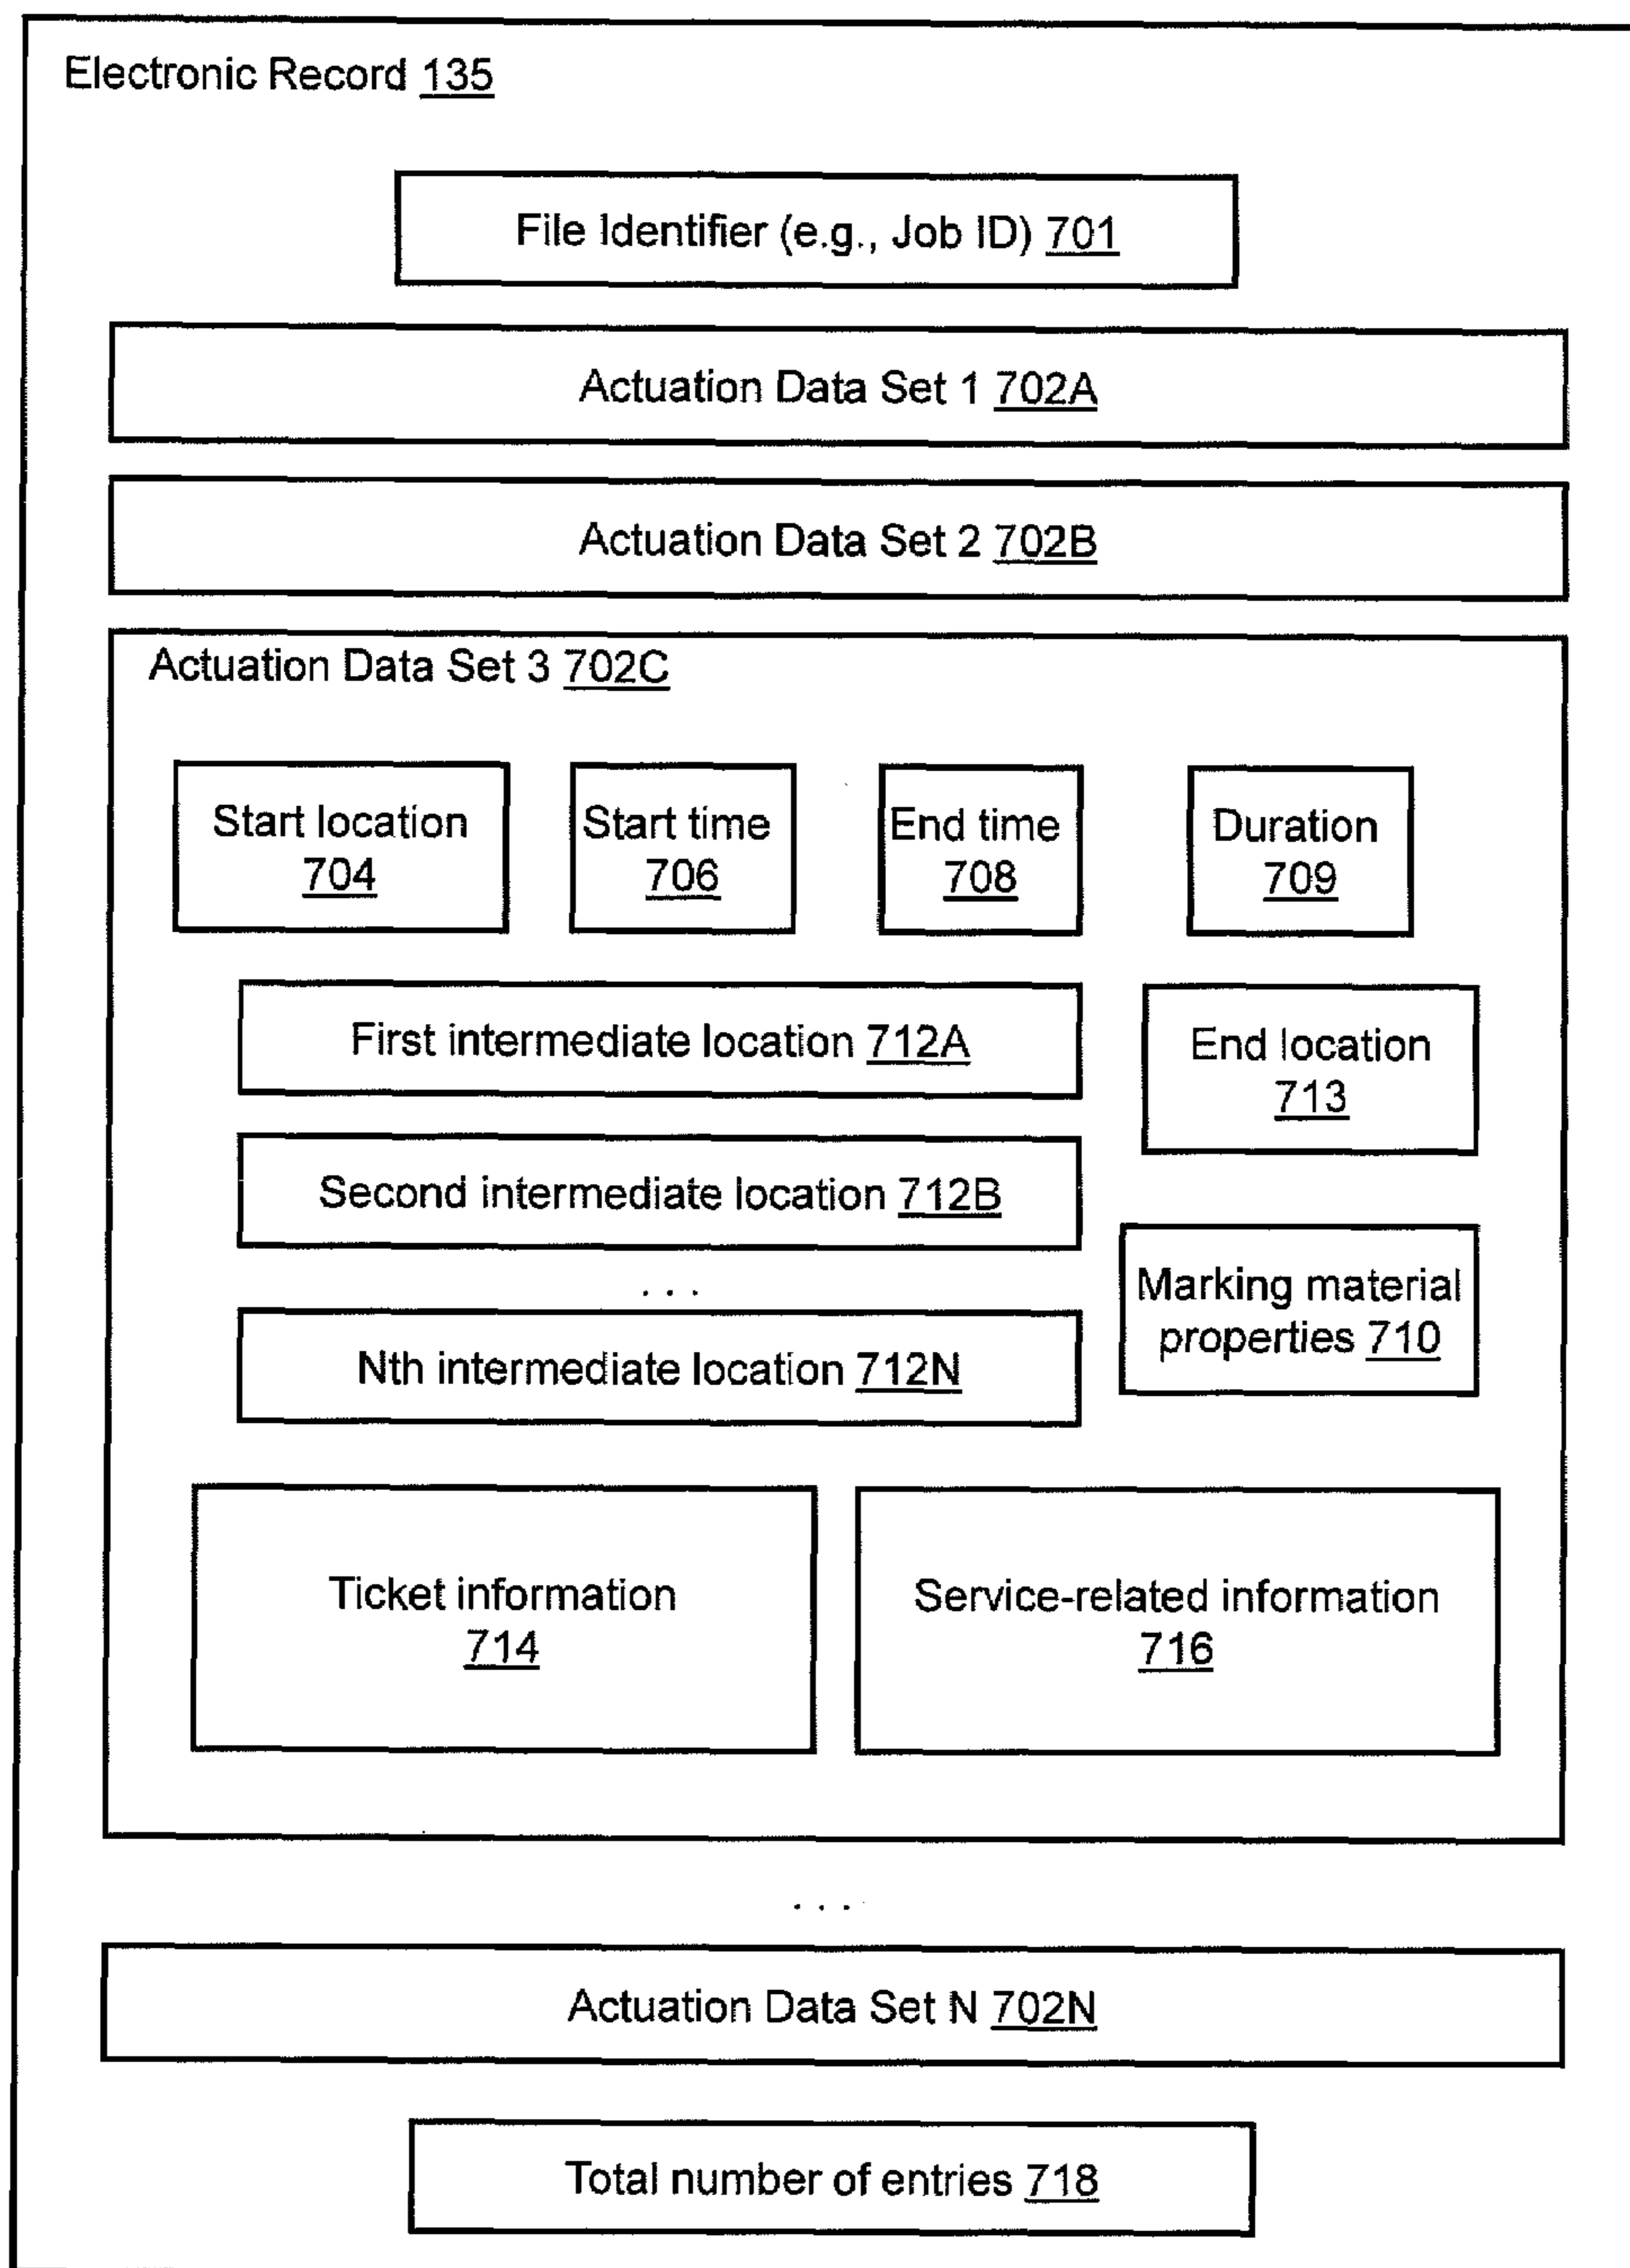 Electronic Record 135
File Identifier (e.g., Job ID) 701
Actuation Data Set 1 702A
Actuation Data Set 2 702B
Actuation Data Set 3 702C
Start location
704
Start time
706
End time
708
Duration
709
First intermediate location 712A
End location
713
Second intermediate location 712B
Marking material
properties 710
. . .
Nth intermediate location 712N
Ticket information
714
Service-related information
716
. . .
Actuation Data Set N 702N
Total number of entries 718